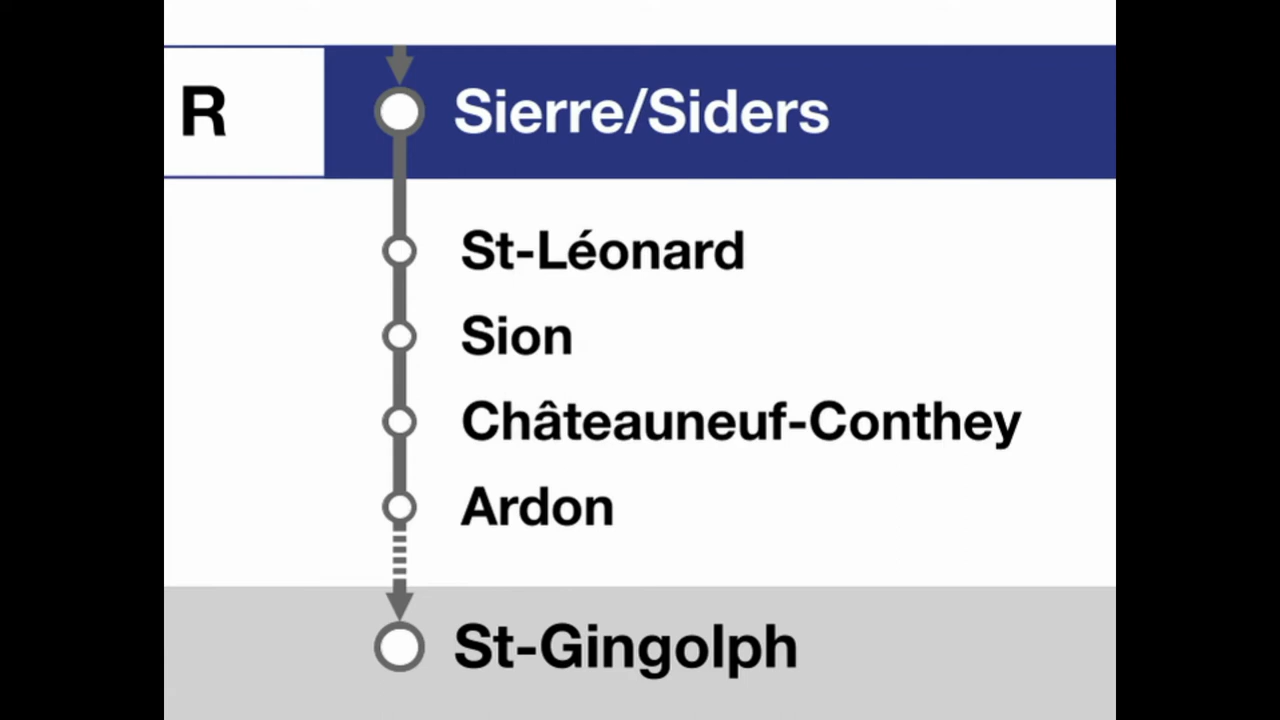 R Sierre/Siders
St-Léonard
Sion
Châteauneuf-Conthey
Ardon
St-Gingolph